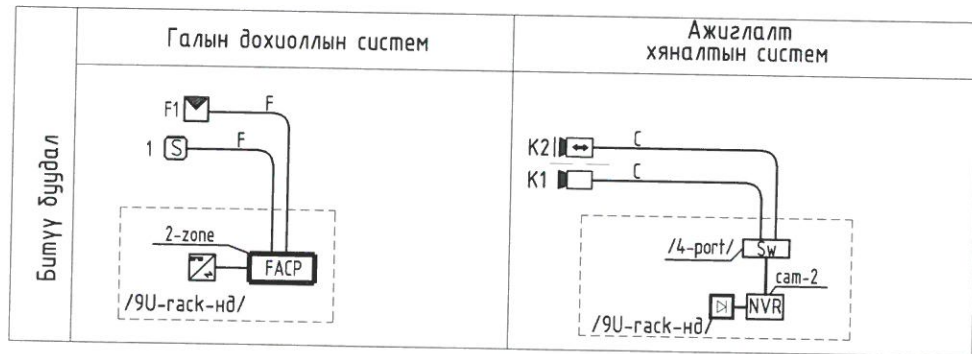 Галын дохиоллын систем
Ажиглалт
хяналтын систем
Битүү буудал
F1
F
1
S
F
2-zone
FACP
/9U-rack-нд/
K2
C
K1
C
/4-port/
Sw
cam-2
NVR
/9U-rack-нд/